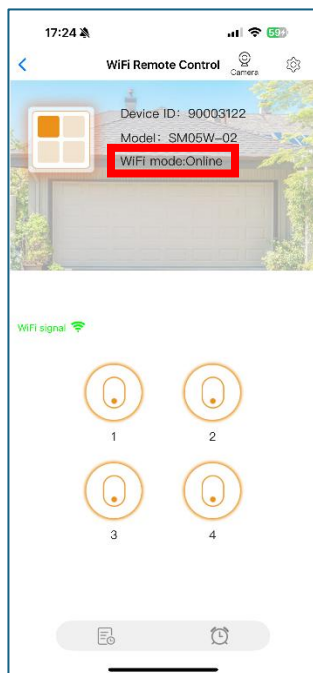 17:24
59
WiFi Remote Control
Camera
Device ID: 90003122
Model: SM05W-02
WiFi mode:Online
WiFi signal
1
2
3
4